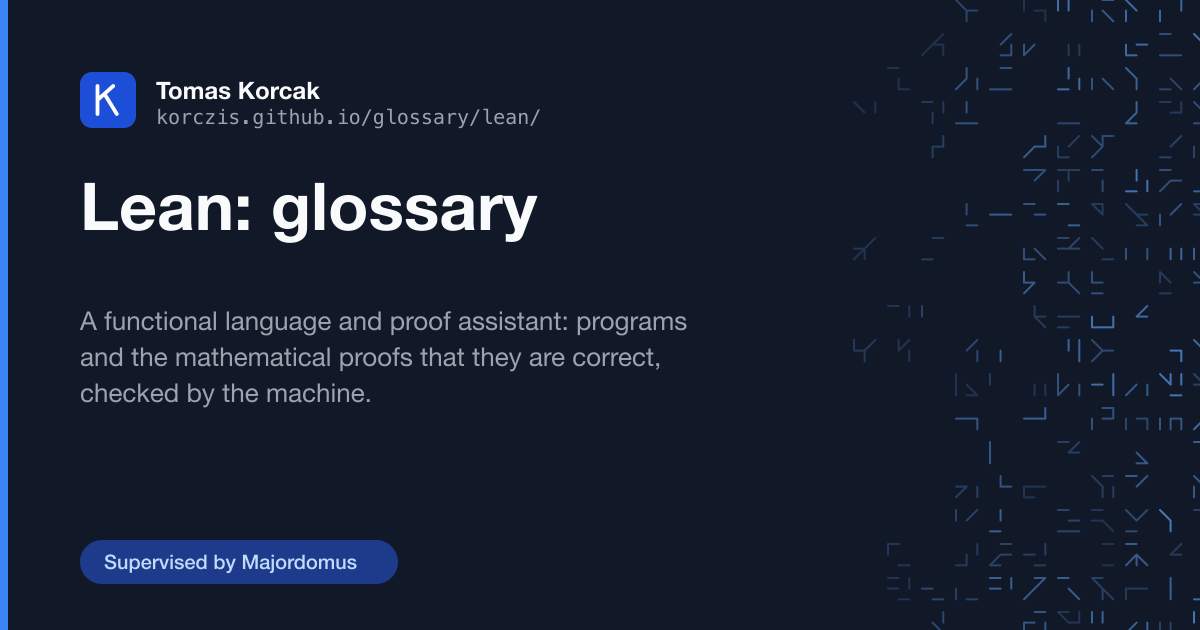 K
Tomas Korcak
korczis.github.io/glossary/lean/
Lean: glossary
A functional language and proof assistant: programs
and the mathematical proofs that they are correct,
checked by the machine.
Supervised by Majordomus